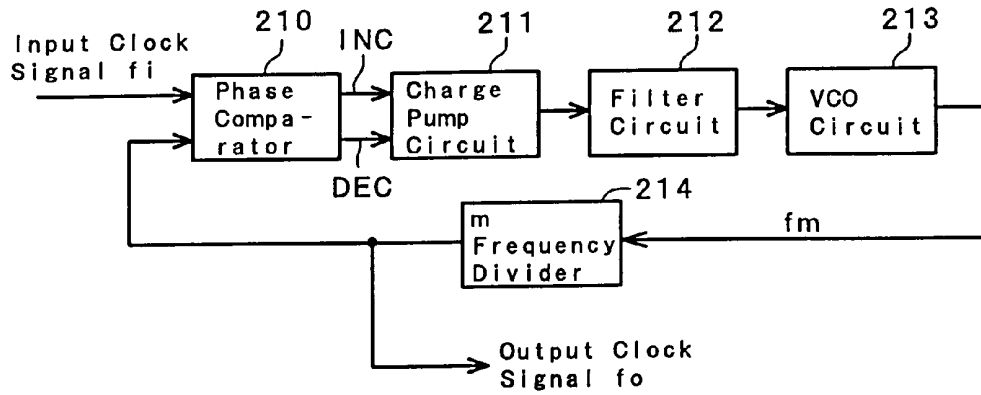 210
211
212
213
Input Clock
Signal fi
INC
Phase
Compa-
rator
Charge
Pump
Circuit
Filter
Circuit
VCO
Circuit
DEC
214
m
Frequency
Divider
fm
Output Clock
Signal fo